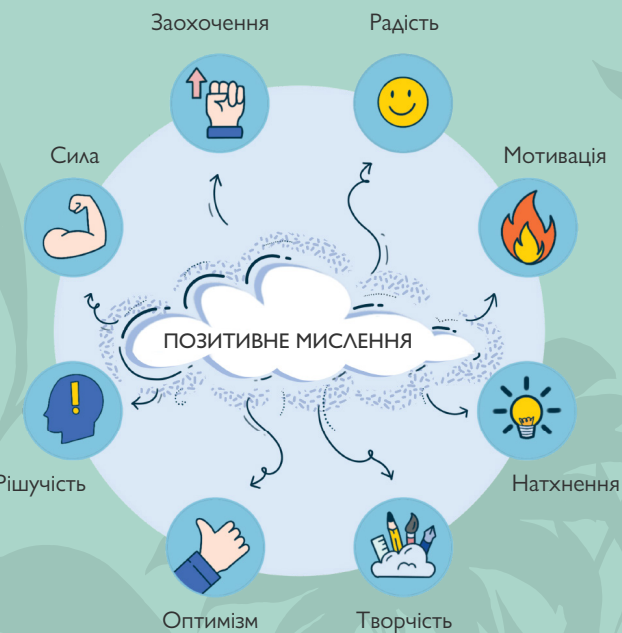 Заохочення
Радість
Сила
Мотивація
ПОЗИТИВНЕ МИСЛЕННЯ
Рішучість
Натхнення
Оптимізм
Творчість